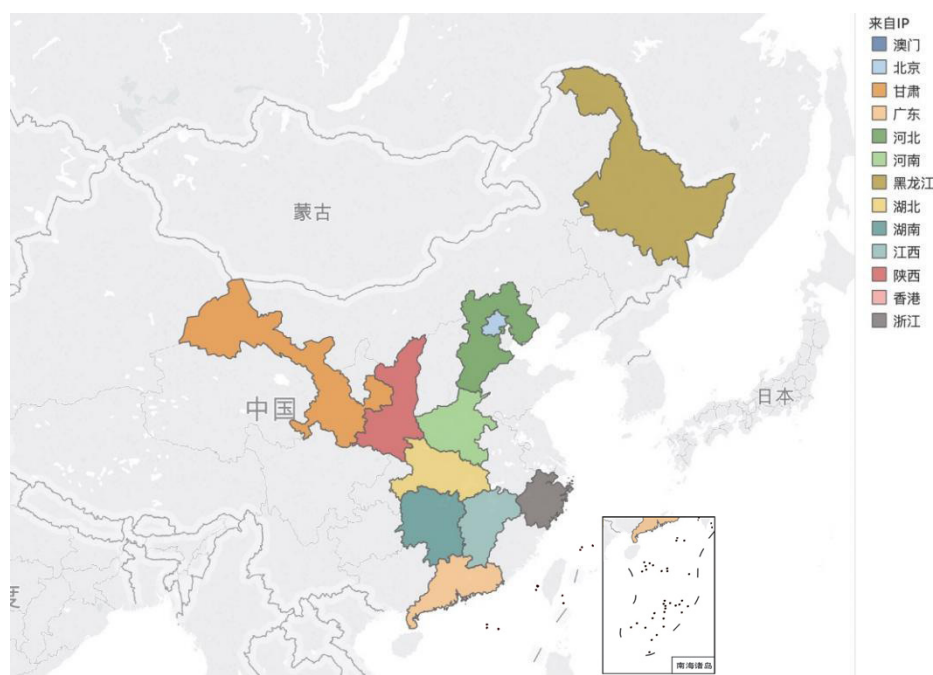 来自IP
澳门
北京
甘肃
广东
河北
河南
黑龙江
湖北
湖南
江西
陕西
香港
浙江
蒙古
中国
日本
度
南海诸岛